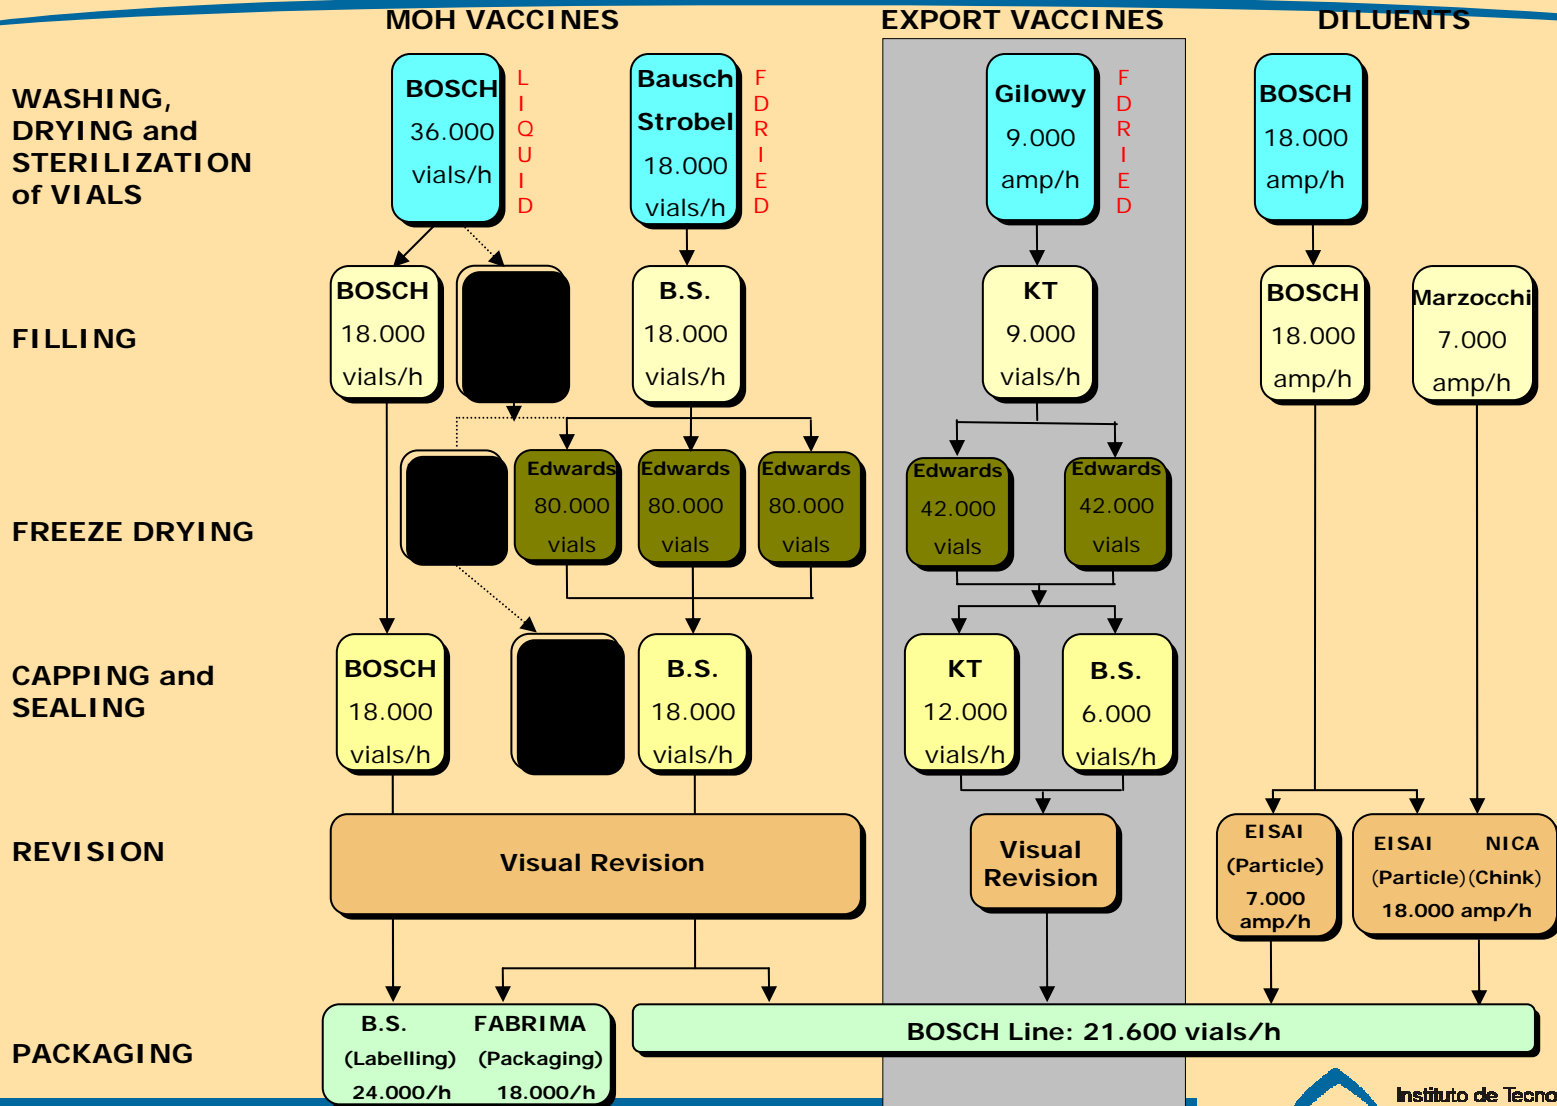 MOH VACCINES
EXPORT VACCINES
DILUENTS
WASHING,
DRYING and
STERILIZATION
of VIALS
BOSCH
36.000
vials/h
LIQUID
Bausch
Strobel
18.000
vials/h
FDRIED
Gilowy
9.000
amp/h
FDRIED
BOSCH
18.000
amp/h
FILLING
BOSCH
18.000
vials/h
B.S.
18.000
vials/h
KT
9.000
vials/h
BOSCH
18.000
amp/h
Marzocchi
7.000
amp/h
FREEZE DRYING
Edwards
80.000
vials
Edwards
80.000
vials
Edwards
80.000
vials
Edwards
42.000
vials
Edwards
42.000
vials
CAPPING and
SEALING
BOSCH
18.000
vials/h
B.S.
18.000
vials/h
KT
12.000
vials/h
B.S.
6.000
vials/h
REVISION
Visual Revision
Visual
Revision
EISAI
(Particle)
7.000
amp/h
EISAI NICA
(Particle) (Chink)
18.000 amp/h
PACKAGING
B.S. FABRIMA
(Labelling) (Packaging)
24.000/h 18.000/h
BOSCH Line: 21.600 vials/h
Instituto de Tecno